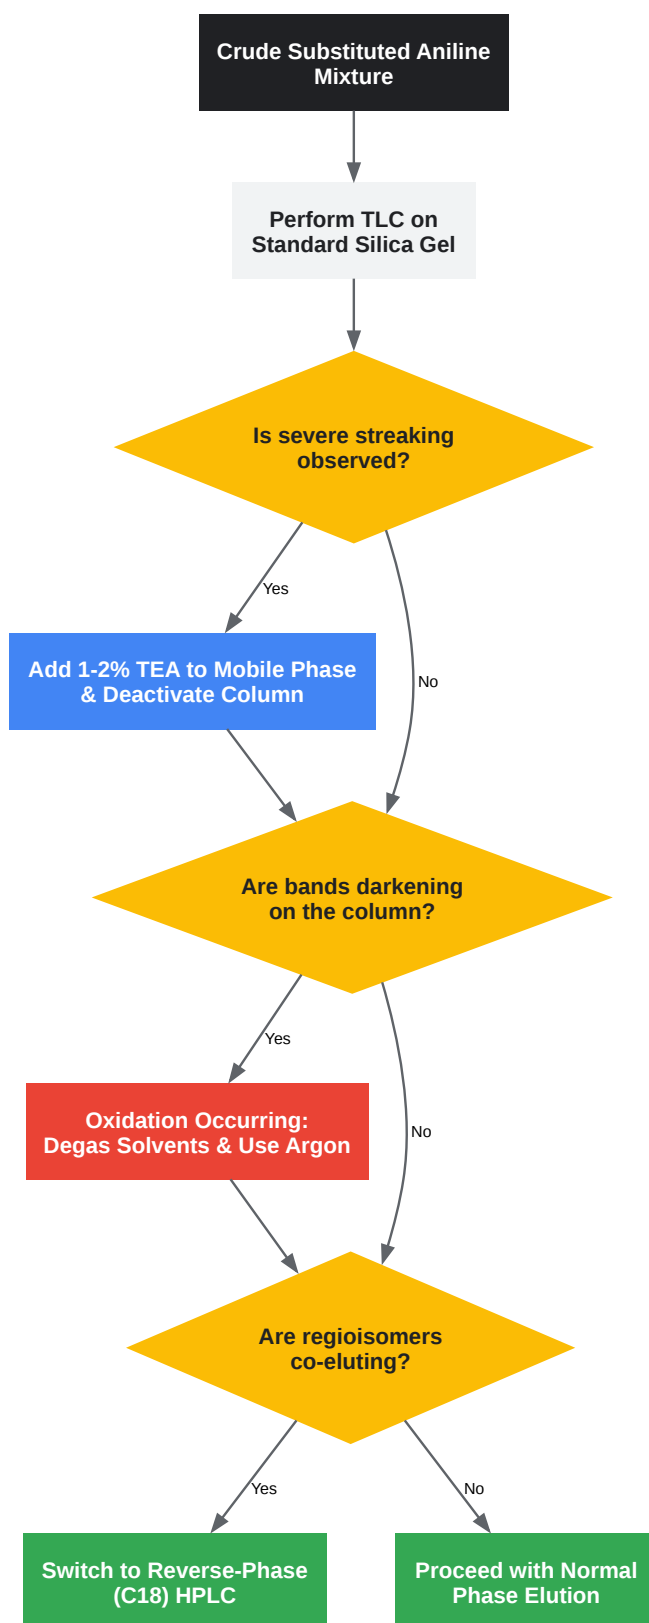 Crude Substituted Aniline
Mixture
Perform TLC on
Standard Silica Gel
Is severe streaking
observed?
Yes
No
Add 1-2% TEA to Mobile Phase
& Deactivate Column
Are bands darkening
on the column?
Yes
No
Oxidation Occurring:
Degas Solvents & Use Argon
Are regioisomers
co-eluting?
Yes
No
Switch to Reverse-Phase
(C18) HPLC
Proceed with Normal
Phase Elution